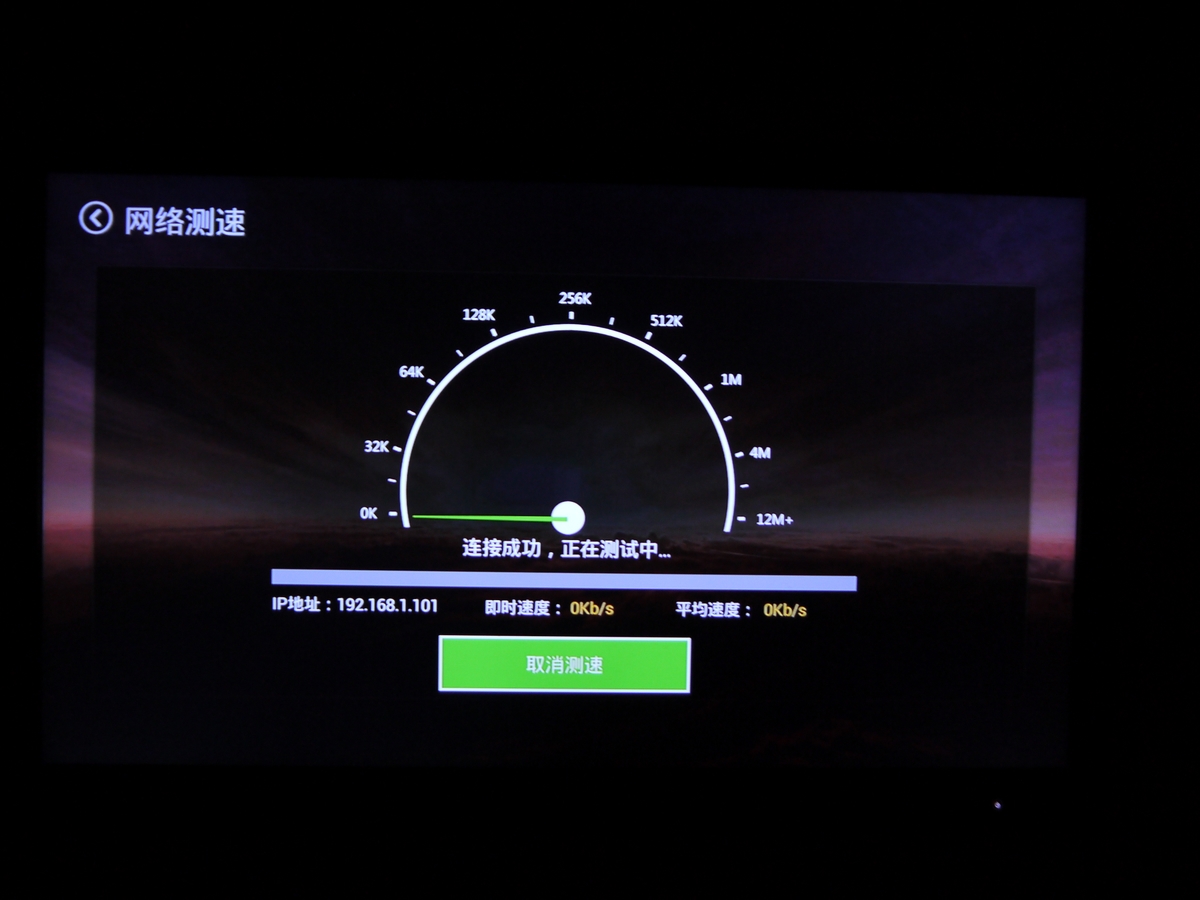 网络测速
256K
128K
512K
64K
1M
32K
4M
0K
12M+
连接成功，正在测试中...
IP地址：192.168.1.101 即时速度：0Kb/s 平均速度：0Kb/s
取消测速